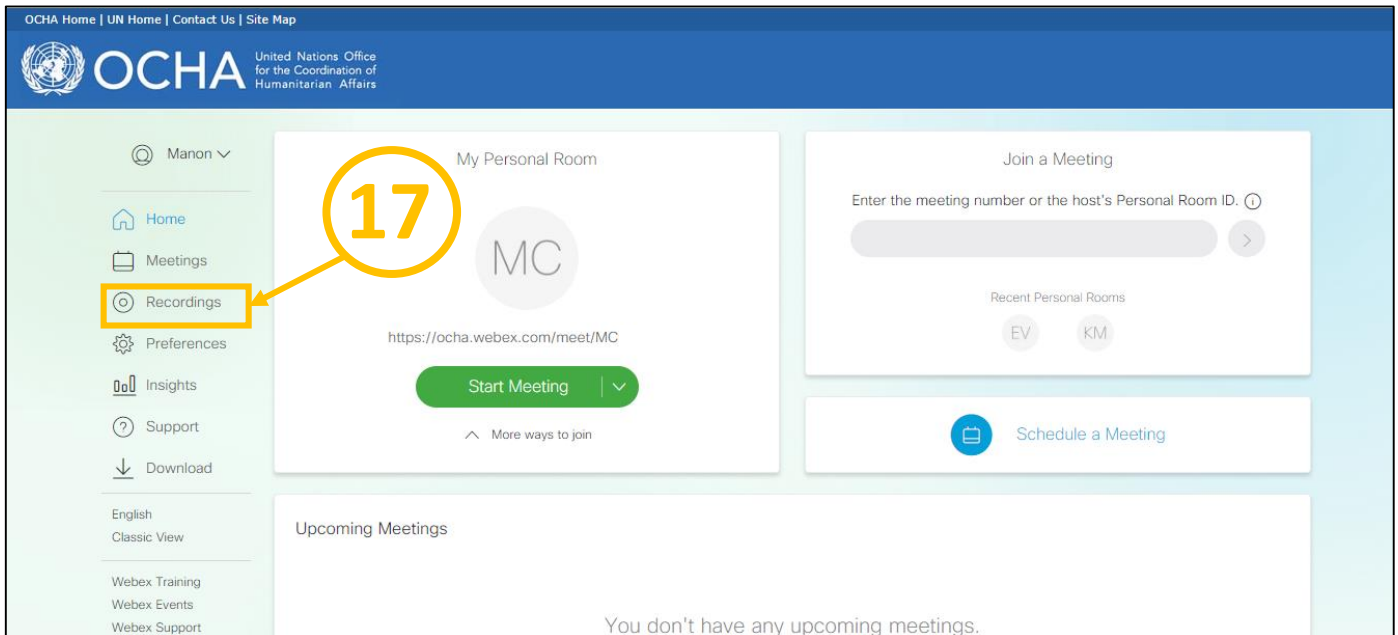 OCHA Home | UN Home | Contact Us | Site Map
OCHA
United Nations Office
for the Coordination of
Humanitarian Affairs
Manon
Home
Meetings
Recordings
Preferences
Insights
Support
Download
English
Classic View
Webex Training
Webex Events
Webex Support
17
My Personal Room
MC
https://ocha.webex.com/meet/MC
Start Meeting
More ways to join
Join a Meeting
Enter the meeting number or the host's Personal Room ID.
Recent Personal Rooms
EV KM
Schedule a Meeting
Upcoming Meetings
You don't have any upcoming meetings.